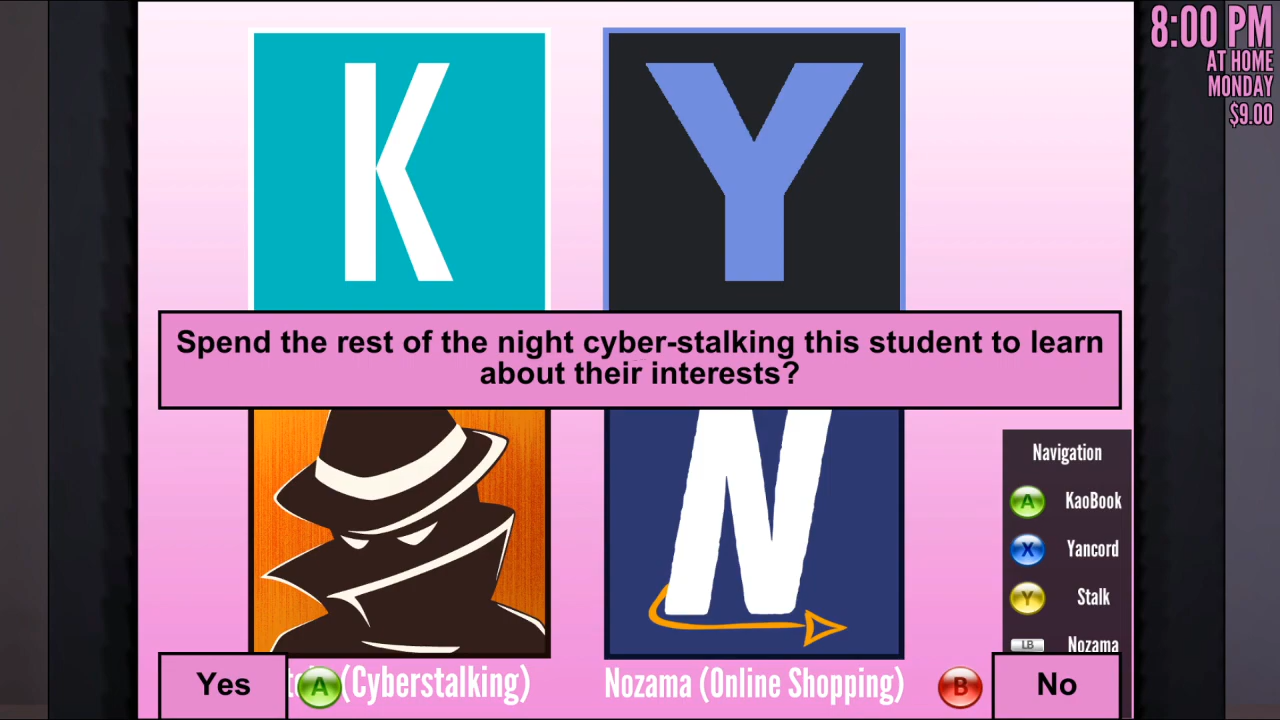 8:00 PM
AT HOME
MONDAY
$9.00
K
Y
Spend the rest of the night cyber-stalking this student to learn
about their interests?
N
Navigation
A KaoBook
X Yancord
Y Stalk
LB Nozama
Yes
A
(Cyberstalking)
Nozama (Online Shopping)
B
No